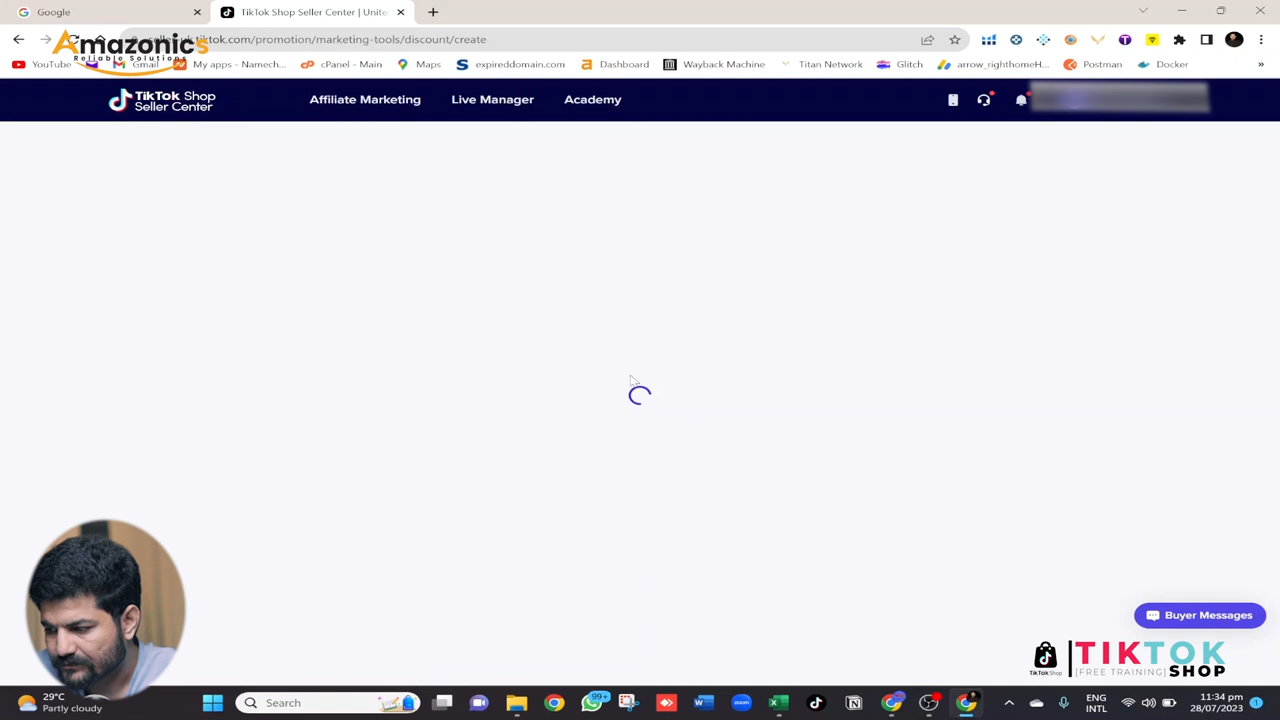 Google
TikTok Shop Seller Center | Unite
Amazonics
Reliable Solutions
tiktok.com/promotion/marketing-tools/discount/create
YouTube
Gmail
My apps - Namech...
cPanel - Main
Maps
expireddomain.com
Dashboard
Wayback Machine
Titan Network
Glitch
arrow_righthomeH...
Postman
Docker
»
TikTok Shop
Seller Center
Affiliate Marketing
Live Manager
Academy
Buyer Messages
TikTok Shop
TIKTOK
[FREE TRAINING] SHOP
29°C
Partly cloudy
Search
99+
ENG
INTL
11:34 pm
28/07/2023